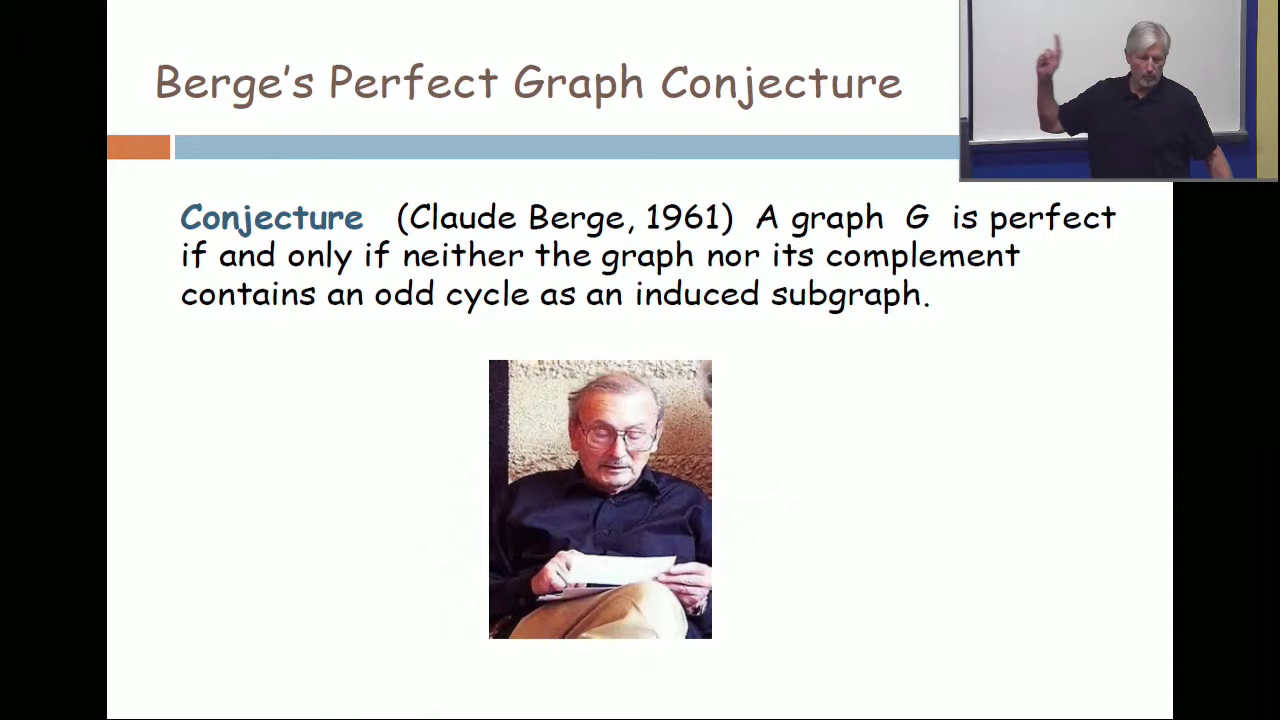 Berge's Perfect Graph Conjecture
Conjecture (Claude Berge, 1961) A graph G is perfect
if and only if neither the graph nor its complement
contains an odd cycle as an induced subgraph.